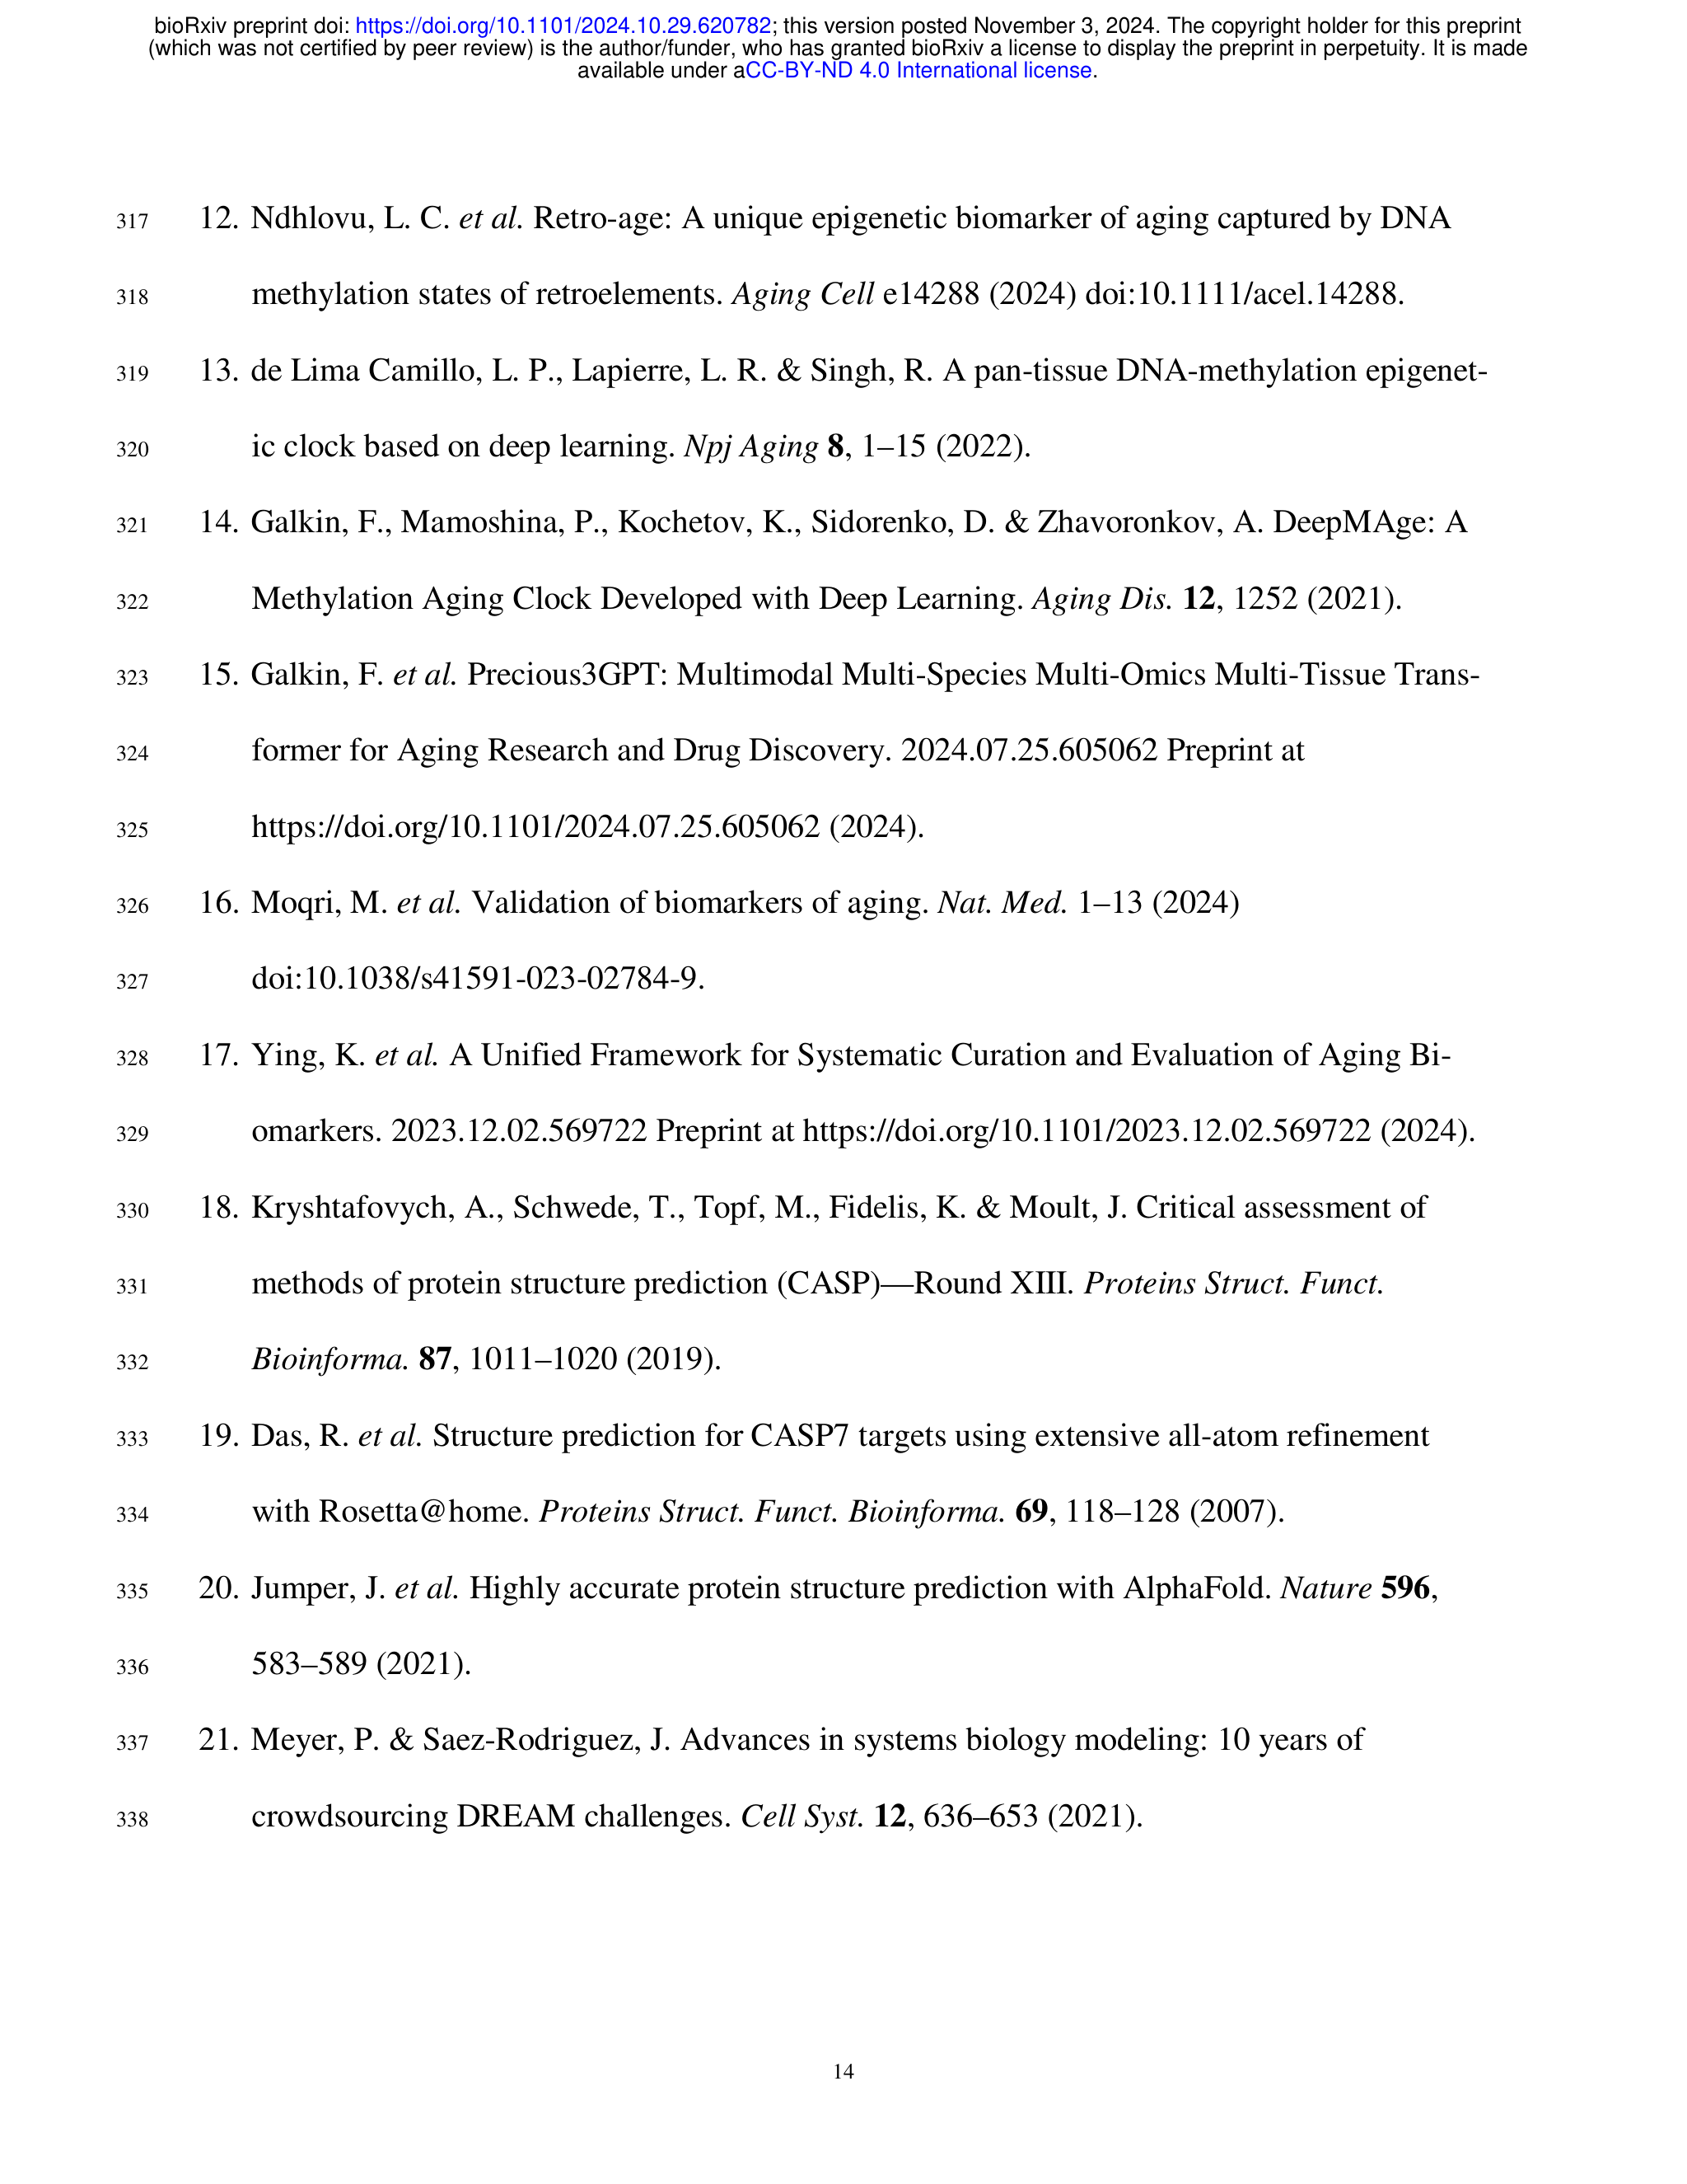 bioRxiv preprint doi: https://doi.org/10.1101/2024.10.29.620782; this version posted November 3, 2024. The copyright holder for this preprint
(which was not certified by peer review) is the author/funder, who has granted bioRxiv a license to display the preprint in perpetuity. It is made
available under aCC-BY-ND 4.0 International license.
317 12. Ndhlovu, L. C. et al. Retro-age: A unique epigenetic biomarker of aging captured by DNA
318 methylation states of retroelements. Aging Cell e14288 (2024) doi:10.1111/acel.14288.
319 13. de Lima Camillo, L. P., Lapierre, L. R. & Singh, R. A pan-tissue DNA-methylation epigenet-
320 ic clock based on deep learning. Npj Aging 8, 1–15 (2022).
321 14. Galkin, F., Mamoshina, P., Kochetov, K., Sidorenko, D. & Zhavoronkov, A. DeepMAge: A
322 Methylation Aging Clock Developed with Deep Learning. Aging Dis. 12, 1252 (2021).
323 15. Galkin, F. et al. Precious3GPT: Multimodal Multi-Species Multi-Omics Multi-Tissue Trans-
324 former for Aging Research and Drug Discovery. 2024.07.25.605062 Preprint at
325 https://doi.org/10.1101/2024.07.25.605062 (2024).
326 16. Moqri, M. et al. Validation of biomarkers of aging. Nat. Med. 1–13 (2024)
327 doi:10.1038/s41591-023-02784-9.
328 17. Ying, K. et al. A Unified Framework for Systematic Curation and Evaluation of Aging Bi-
329 omarkers. 2023.12.02.569722 Preprint at https://doi.org/10.1101/2023.12.02.569722 (2024).
330 18. Kryshtafovych, A., Schwede, T., Topf, M., Fidelis, K. & Moult, J. Critical assessment of
331 methods of protein structure prediction (CASP)—Round XIII. Proteins Struct. Funct.
332 Bioinforma. 87, 1011–1020 (2019).
333 19. Das, R. et al. Structure prediction for CASP7 targets using extensive all-atom refinement
334 with Rosetta@home. Proteins Struct. Funct. Bioinforma. 69, 118–128 (2007).
335 20. Jumper, J. et al. Highly accurate protein structure prediction with AlphaFold. Nature 596,
336 583–589 (2021).
337 21. Meyer, P. & Saez-Rodriguez, J. Advances in systems biology modeling: 10 years of
338 crowdsourcing DREAM challenges. Cell Syst. 12, 636–653 (2021).
14